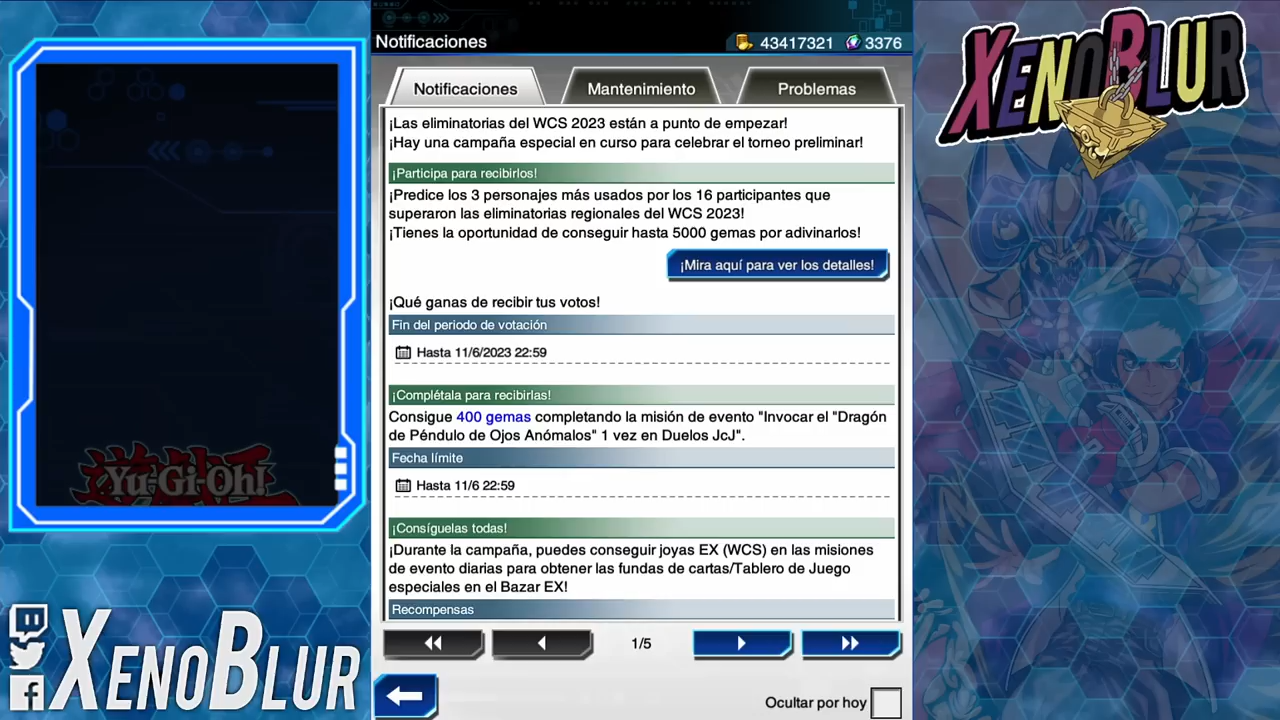 Notificaciones
43417321
3376
Notificaciones
Mantenimiento
Problemas
¡Las eliminatorias del WCS 2023 están a punto de empezar!
¡Hay una campaña especial en curso para celebrar el torneo preliminar!
¡Participa para recibirlos!
¡Predice los 3 personajes más usados por los 16 participantes que
superaron las eliminatorias regionales del WCS 2023!
¡Tienes la oportunidad de conseguir hasta 5000 gemas por adivinarlos!
¡Mira aquí para ver los detalles!
¡Qué ganas de recibir tus votos!
Fin del periodo de votación
Hasta 11/6/2023 22:59
¡Complétala para recibirlas!
Consigue 400 gemas completando la misión de evento "Invocar el "Dragón
de Péndulo de Ojos Anómalos" 1 vez en Duelos JcJ".
Fecha límite
Hasta 11/6 22:59
¡Consíguelas todas!
¡Durante la campaña, puedes conseguir joyas EX (WCS) en las misiones
de evento diarias para obtener las fundas de cartas/Tablero de Juego
especiales en el Bazar EX!
Recompensas
1/5
Ocultar por hoy
Yu-Gi-Oh!
XENOBLUR
XENOBLUR